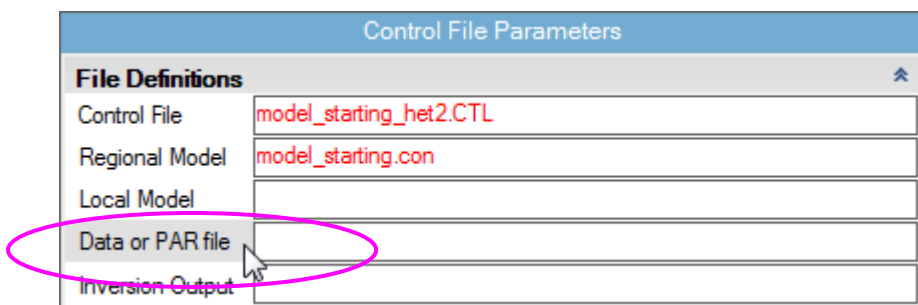 Control File Parameters
File Definitions
Control File model_starting_het2.CTL
Regional Model model_starting.con
Local Model
Data or PAR file
Inversion Output